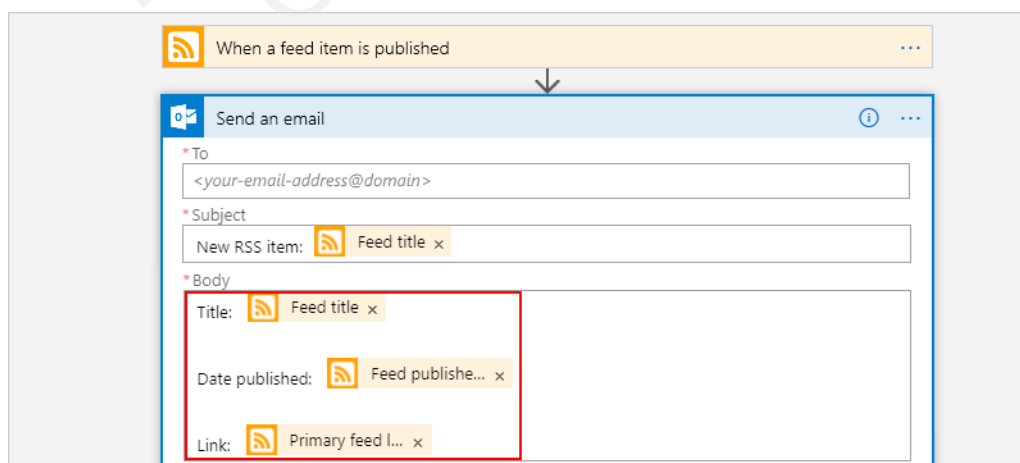 When a feed item is published
...
Send an email
...
* To
<your-email-address@domain>
* Subject
New RSS item: Feed title ×
* Body
Title: Feed title ×
Date published: Feed publishe... ×
Link: Primary feed l... ×